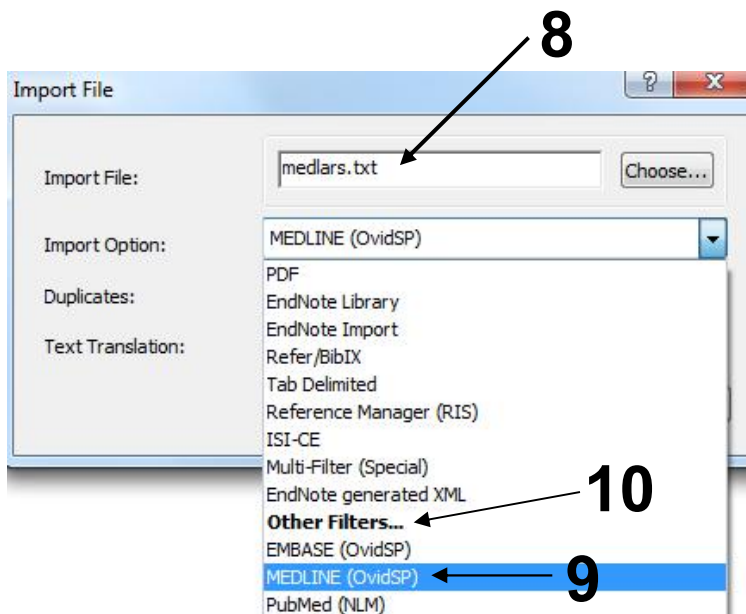 8
Import File
Import File:
medlars.txt
Choose...
Import Option:
MEDLINE (OvidSP)
Duplicates:
Text Translation:
PDF
EndNote Library
EndNote Import
Refer/BibIX
Tab Delimited
Reference Manager (RIS)
ISI-CE
Multi-Filter (Special)
EndNote generated XML
Other Filters...
10
EMBASE (OvidSP)
MEDLINE (OvidSP)
9
PubMed (NLM)